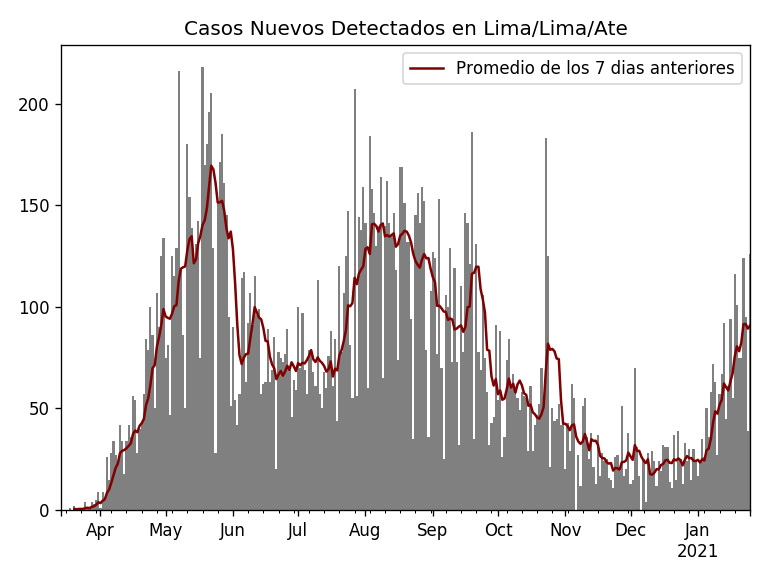 Casos Nuevos Detectados en Lima/Lima/Ate
Promedio de los 7 dias anteriores
200
150
100
50
0
Apr May Jun Jul Aug Sep Oct Nov Dec Jan
2021